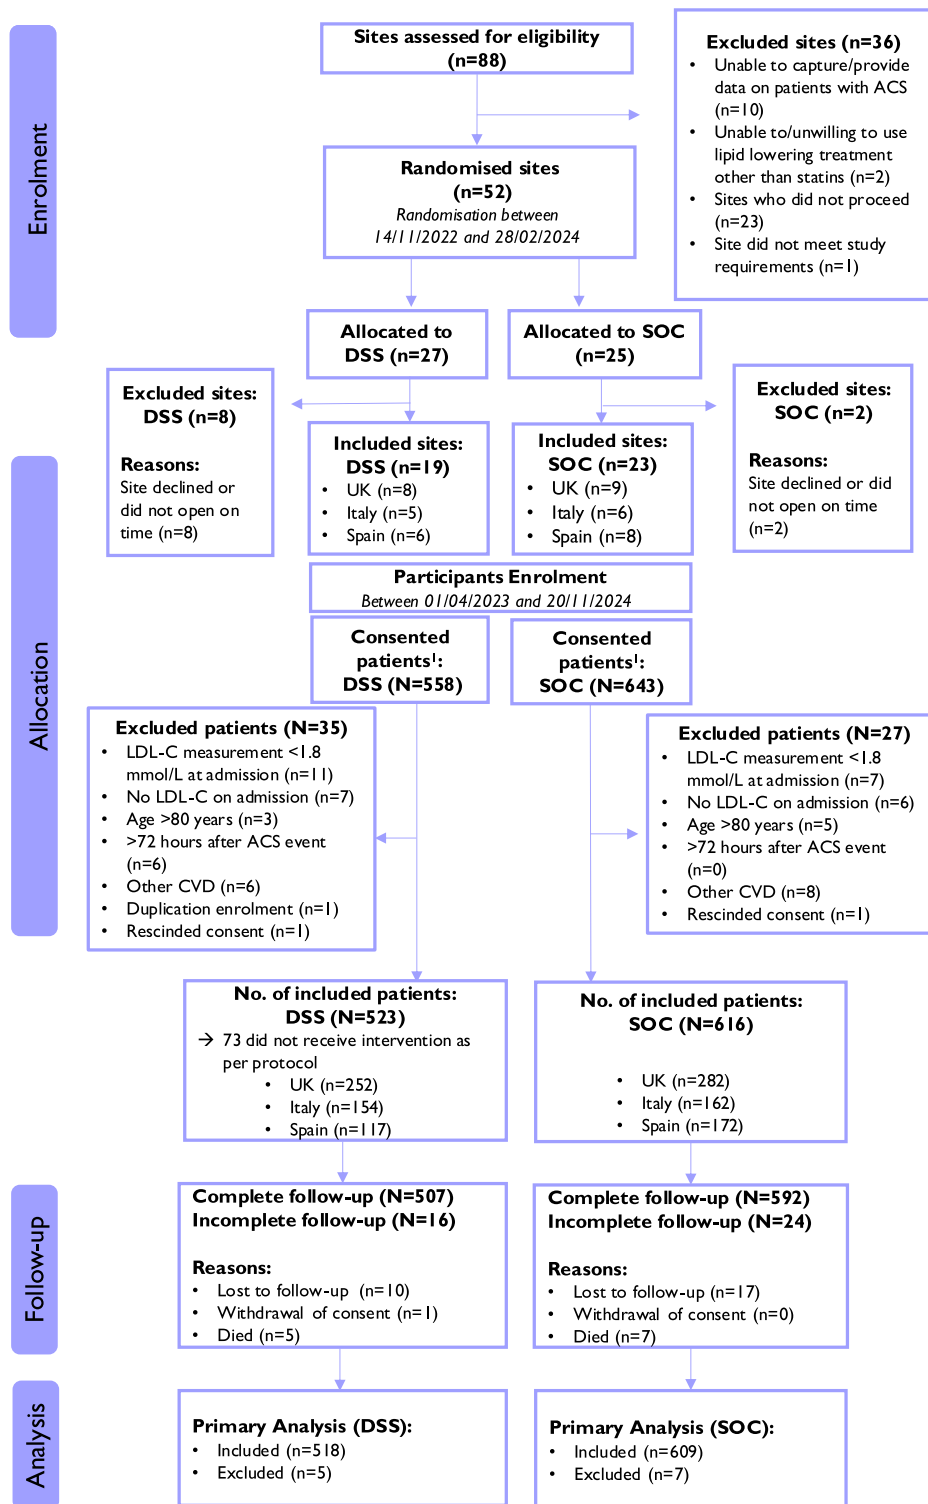 Enrolment
Sites assessed for eligibility
(n=88)
Excluded sites (n=36)
• Unable to capture/provide
data on patients with ACS
(n=10)
• Unable to/unwilling to use
lipid lowering treatment
other than statins (n=2)
• Sites who did not proceed
(n=23)
• Site did not meet study
requirements (n=1)
Randomised sites
(n=52)
Randomisation between
14/11/2022 and 28/02/2024
Allocated to
DSS (n=27)
Allocated to SOC
(n=25)
Excluded sites:
DSS (n=8)
Reasons:
Site declined or
did not open on
time (n=8)
Excluded sites:
SOC (n=2)
Reasons:
Site declined or did
not open on time
(n=2)
Allocation
Included sites:
DSS (n=19)
• UK (n=8)
• Italy (n=5)
• Spain (n=6)
Included sites:
SOC (n=23)
• UK (n=9)
• Italy (n=6)
• Spain (n=8)
Participants Enrolment
Between 01/04/2023 and 20/11/2024
Consented
patients¹:
DSS (N=558)
Consented
patients¹:
SOC (N=643)
Excluded patients (N=35)
• LDL-C measurement <1.8
mmol/L at admission (n=11)
• No LDL-C on admission (n=7)
• Age >80 years (n=3)
• >72 hours after ACS event
(n=6)
• Other CVD (n=6)
• Duplication enrolment (n=1)
• Rescinded consent (n=1)
Excluded patients (N=27)
• LDL-C measurement <1.8
mmol/L at admission (n=7)
• No LDL-C on admission (n=6)
• Age >80 years (n=5)
• >72 hours after ACS event
(n=0)
• Other CVD (n=8)
• Rescinded consent (n=1)
No. of included patients:
DSS (N=523)
→ 73 did not receive intervention as
per protocol
• UK (n=252)
• Italy (n=154)
• Spain (n=117)
No. of included patients:
SOC (N=616)
• UK (n=282)
• Italy (n=162)
• Spain (n=172)
Follow-up
Complete follow-up (N=507)
Incomplete follow-up (N=16)
Reasons:
• Lost to follow-up (n=10)
• Withdrawal of consent (n=1)
• Died (n=5)
Complete follow-up (N=592)
Incomplete follow-up (N=24)
Reasons:
• Lost to follow-up (n=17)
• Withdrawal of consent (n=0)
• Died (n=7)
Analysis
Primary Analysis (DSS):
• Included (n=518)
• Excluded (n=5)
Primary Analysis (SOC):
• Included (n=609)
• Excluded (n=7)